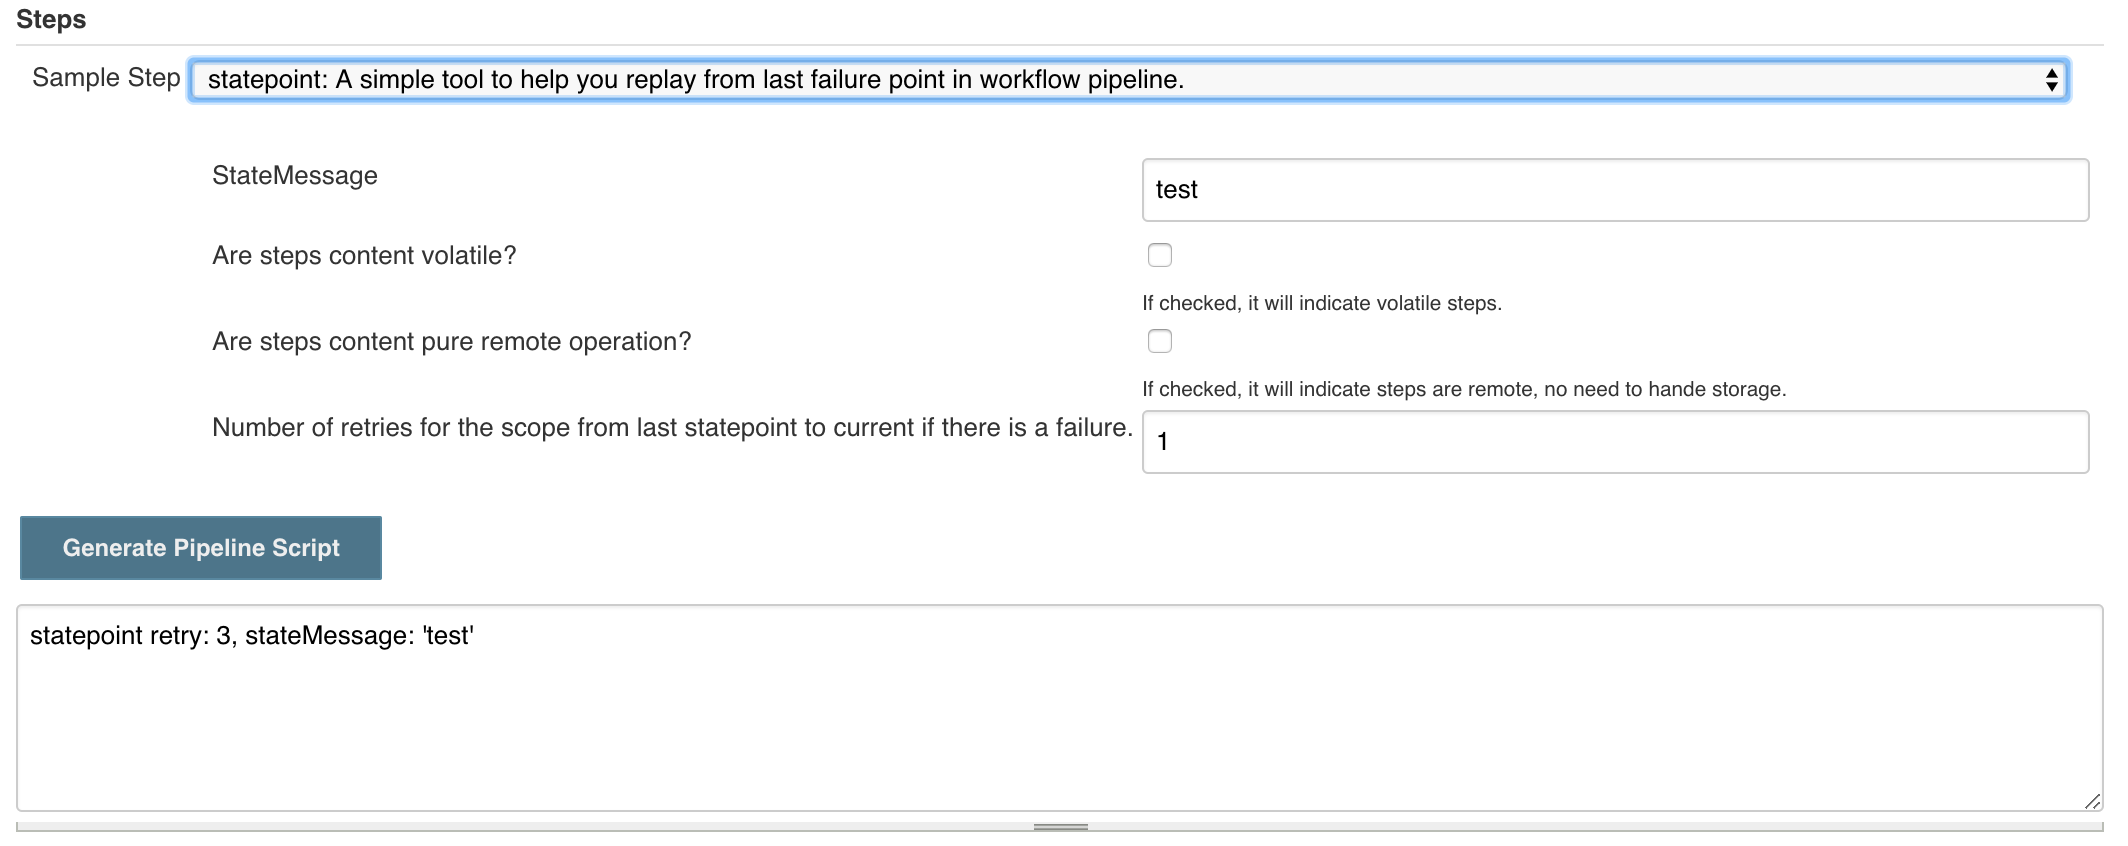 Steps
Sample Step statepoint: A simple tool to help you replay from last failure point in workflow pipeline.
StateMessage test
Are steps content volatile?
If checked, it will indicate volatile steps.
Are steps content pure remote operation?
If checked, it will indicate steps are remote, no need to hande storage.
Number of retries for the scope from last statepoint to current if there is a failure. 1
Generate Pipeline Script
statepoint retry: 3, stateMessage: 'test'